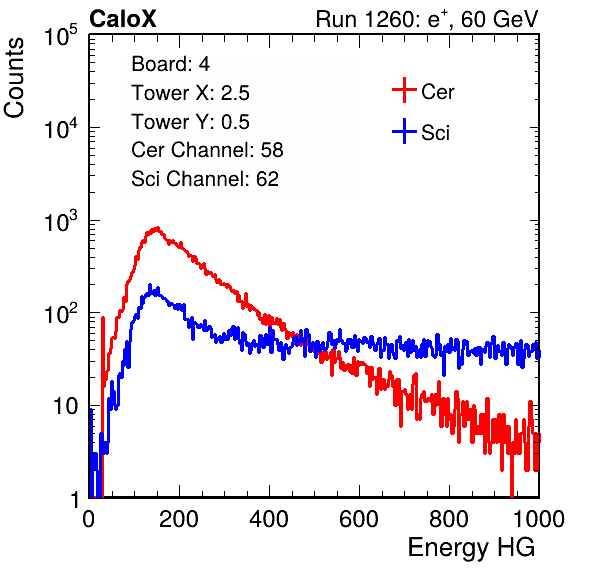 CaloX Run 1260: e+, 60 GeV
Counts
Board: 4
Tower X: 2.5
Tower Y: 0.5
Cer Channel: 58
Sci Channel: 62
Cer
Sci
10^5
10^4
10^3
10^2
10
1
0 200 400 600 800 1000
Energy HG